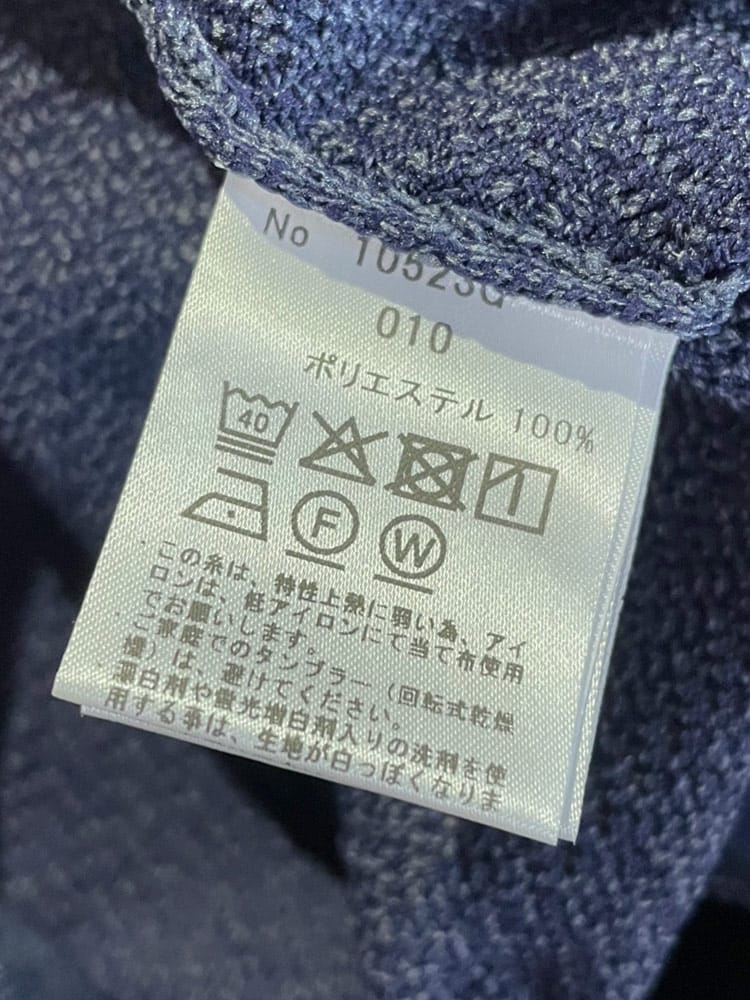 No 10523G
010
ポリエステル 100%
40
F W
・この糸は、特性上熱に弱い為、アイ
ロンは、低アイロンにて当て布使用
でお願いします。
・ご家庭でのタンブラー（回転式乾燥
燥）は、避けてください。
・漂白剤や蛍光増白剤入りの洗剤を使
用する事は、生地が白っぽくなりま